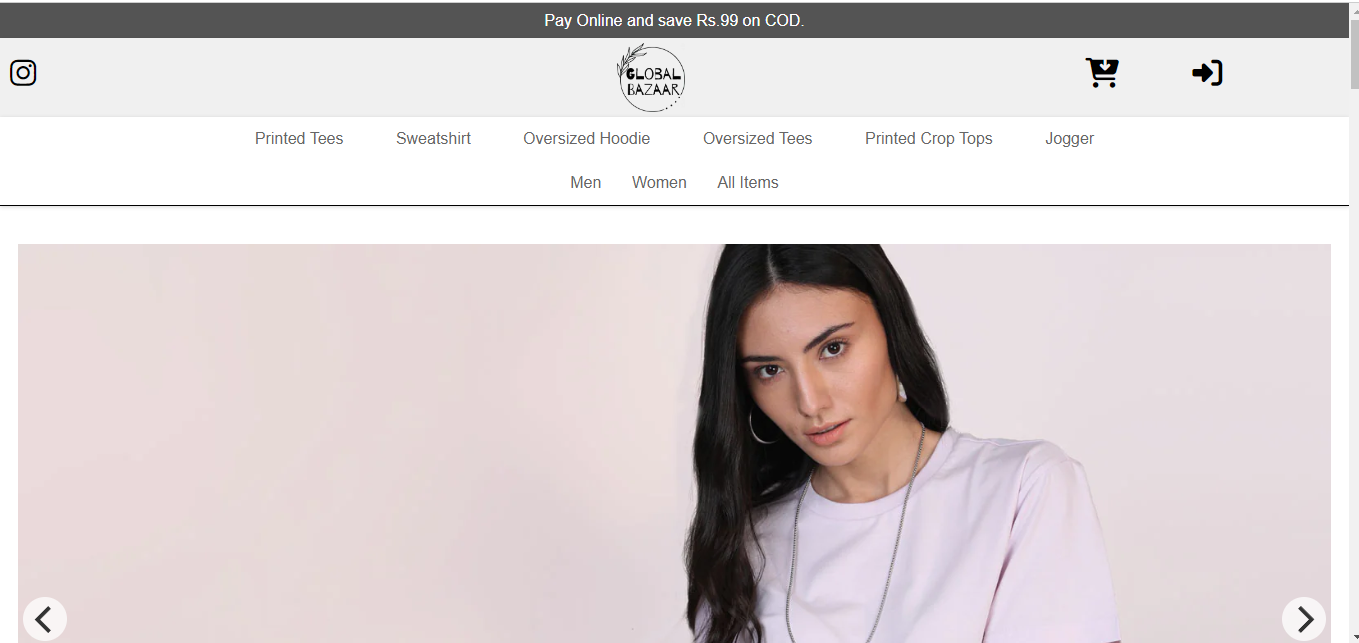 Pay Online and save Rs.99 on COD.
GLOBAL
BAZAAR
Printed Tees Sweatshirt Oversized Hoodie Oversized Tees Printed Crop Tops Jogger
Men Women All Items